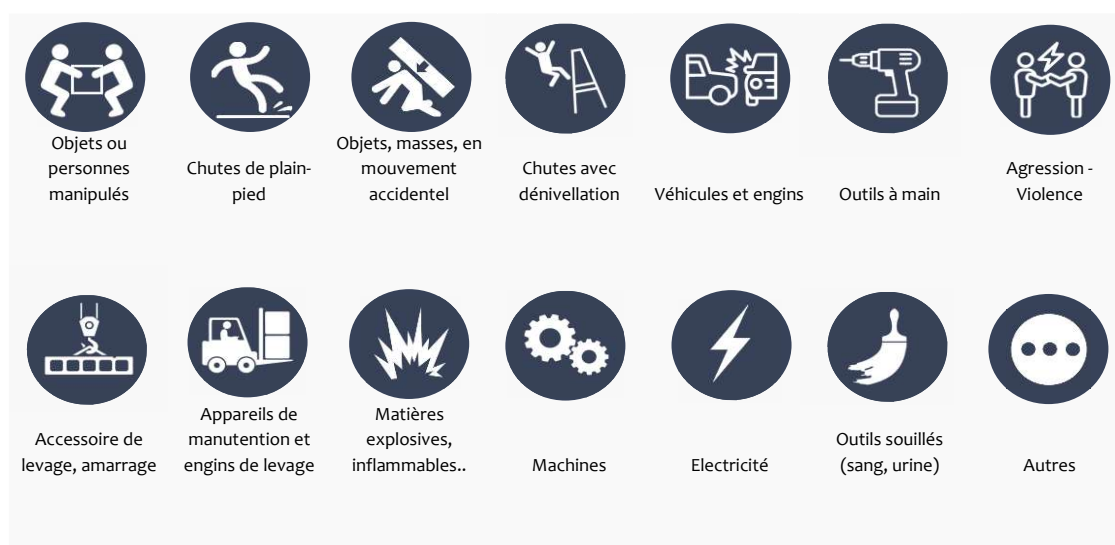 Objets ou
personnes
manipulés
Chutes de plain-
pied
Objets, masses, en
mouvement
accidentel
Chutes avec
dénivellation
Véhicules et engins
Outils à main
Agression -
Violence
Accessoire de
levage, amarrage
Appareils de
manutention et
engins de levage
Matières
explosives,
inflammables..
Machines
Electricité
Outils souillés
(sang, urine)
Autres